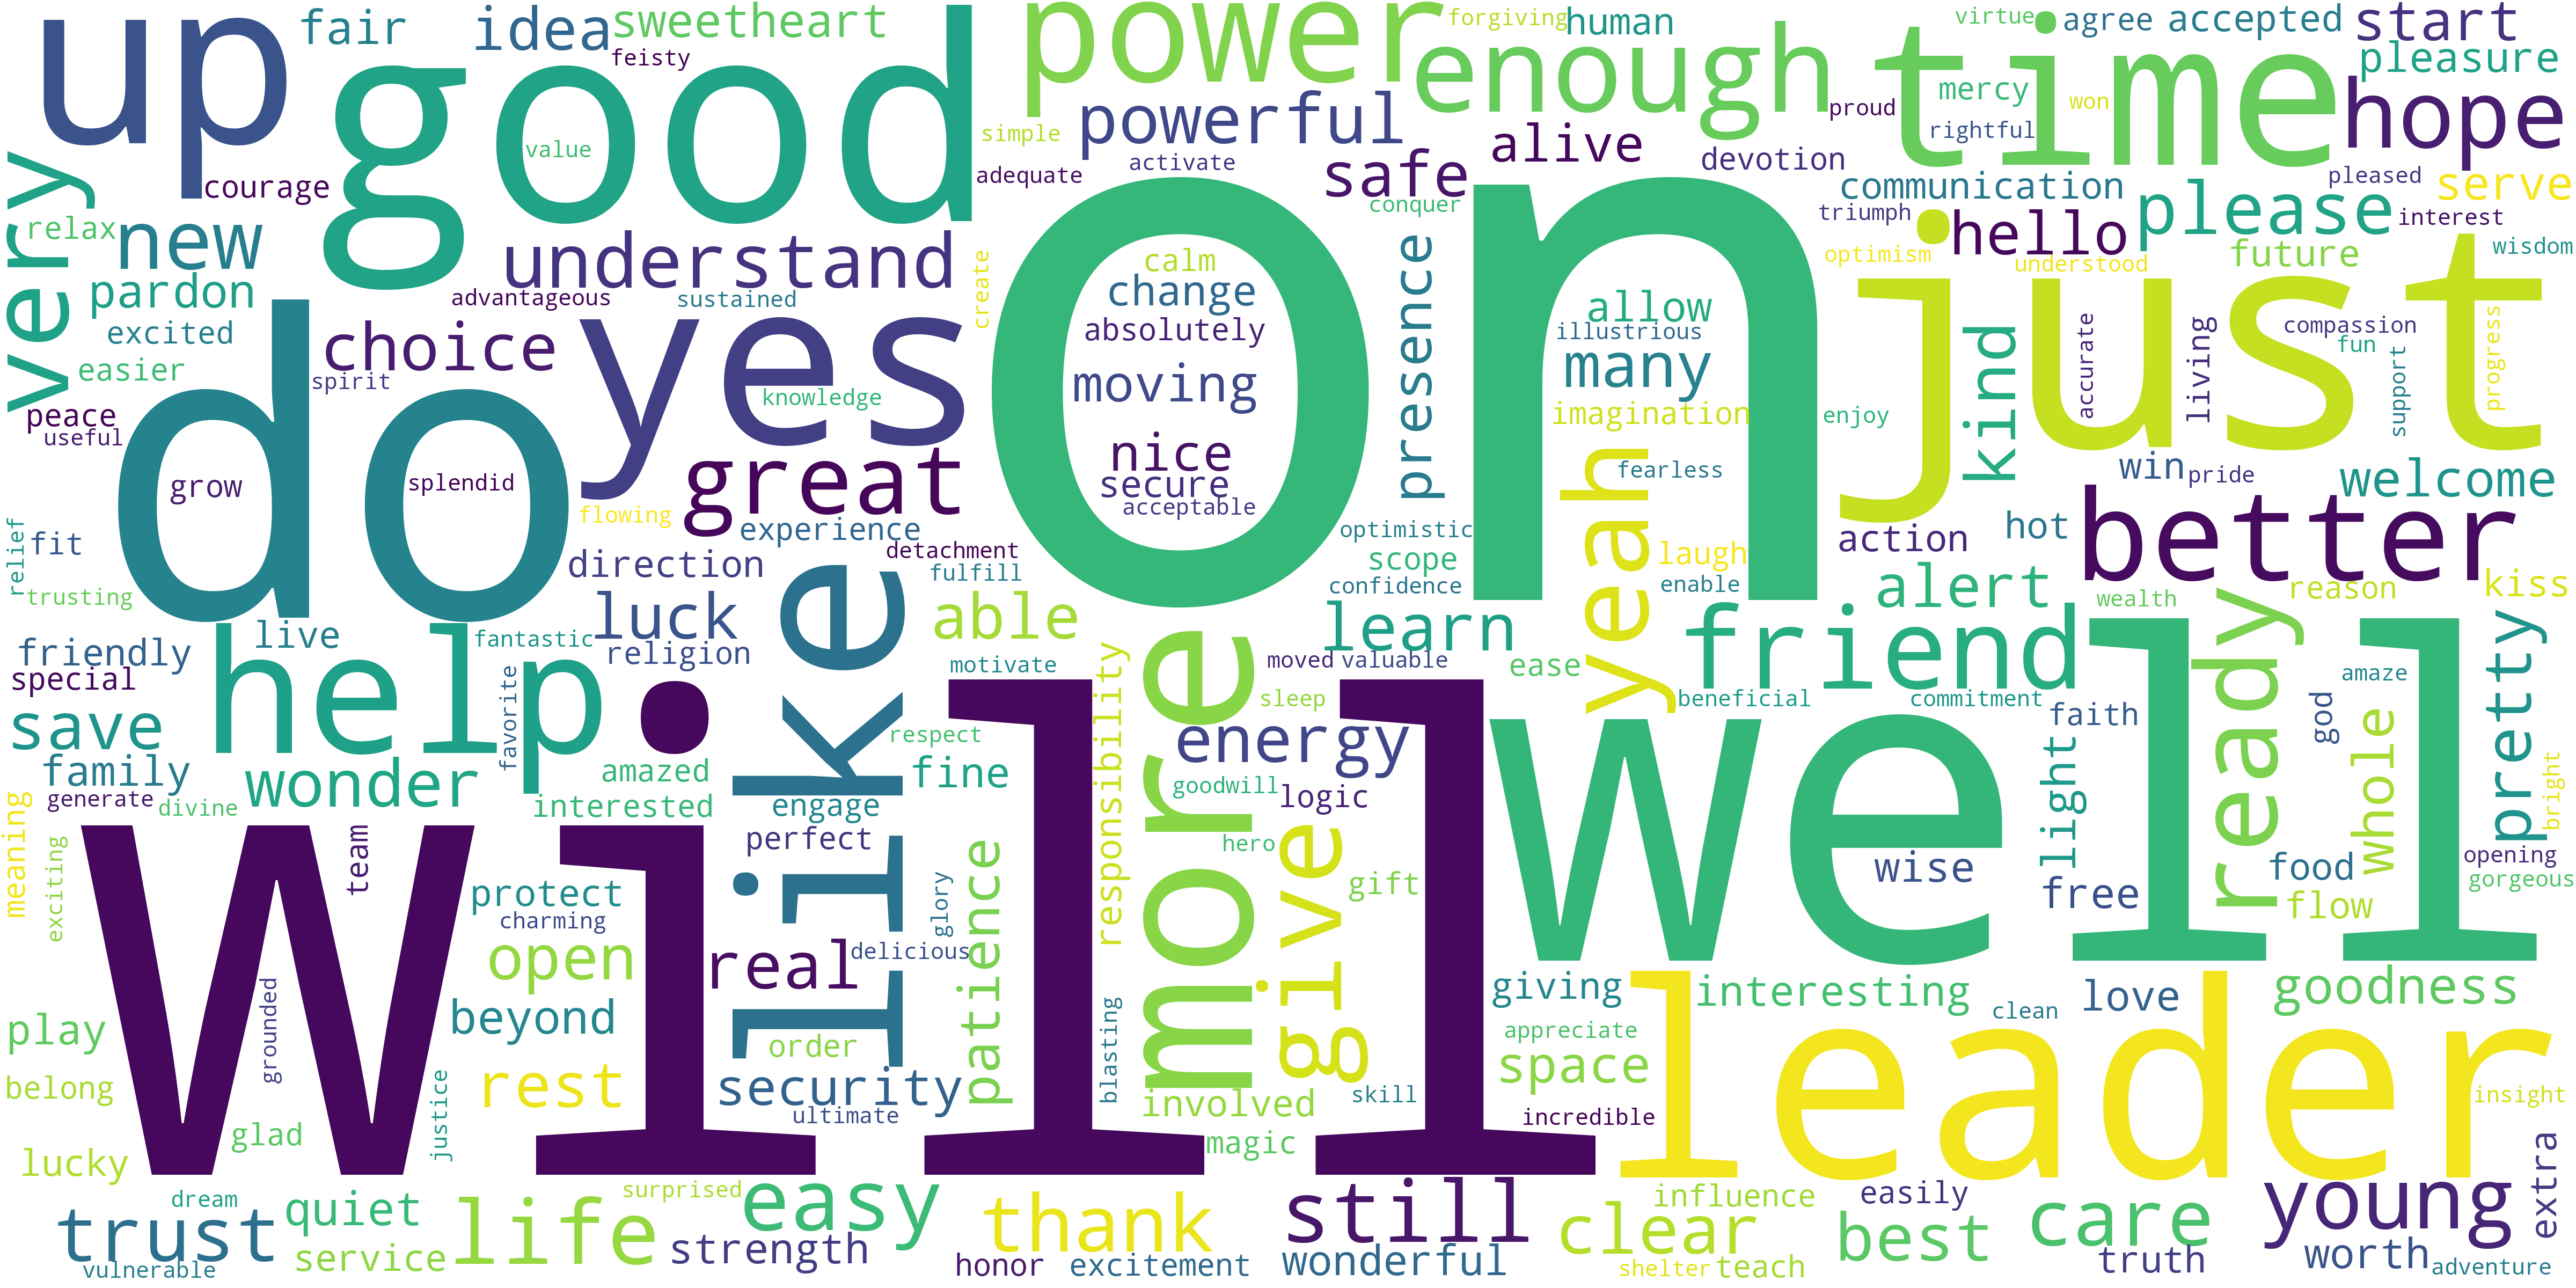 up
good
fair
idea
sweetheart
feisty
power
forgiving
human
enough
time
virtue
agree
accepted
start
pleasure
hope
mercy
won
rightful
proud
powerful
simple
activate
adequate
alive
safe
devotion
communication
conquer
triumph
hello
please
pleased
serve
interest
future
wisdom
optimism
understood
value
courage
very
relax
new
pardon
excited
easier
understand
advantageous
sustained
create
choice
spirit
yes
knowledge
on
calm
change
absolutely
moving
nice
secure
acceptable
presence
allow
illustrious
many
imagination
fearless
enjoy
yeah
laugh
enable
just
kind
accurate
living
compassion
fun
support
progress
win
pride
welcome
peace
useful
do
grow
splendid
great
flowing
experience
direction
detachment
fulfill
optimistic
scope
confidence
action
hot
better
relief
fit
trusting
luck
religion
like
able
motivate
more
learn
moved
valuable
ease
friend
alert
wealth
reason
kiss
ready
beneficial
commitment
friendly
special
live
help
fantastic
favorite
save
family
generate
divine
wonder
amazed
interested
respect
fine
engage
perfect
responsibility
sleep
energy
goodwill
logic
hero
give
gift
well
wise
faith
light
free
god
amaze
whole
food
flow
pretty
bright
opening
gorgeous
meaning
exciting
will
team
protect
charming
open
real
glory
delicious
patience
beyond
grounded
justice
order
rest
security
ultimate
blasting
involved
magic
skill
giving
appreciate
space
incredible
interesting
clean
love
goodness
leader
insight
play
belong
lucky
glad
dream
trust
vulnerable
quiet
service
life
surprised
easy
strength
thank
honor
excitement
still
wonderful
influence
clear
shelter
teach
easily
best
care
truth
young
worth
extra
adventure